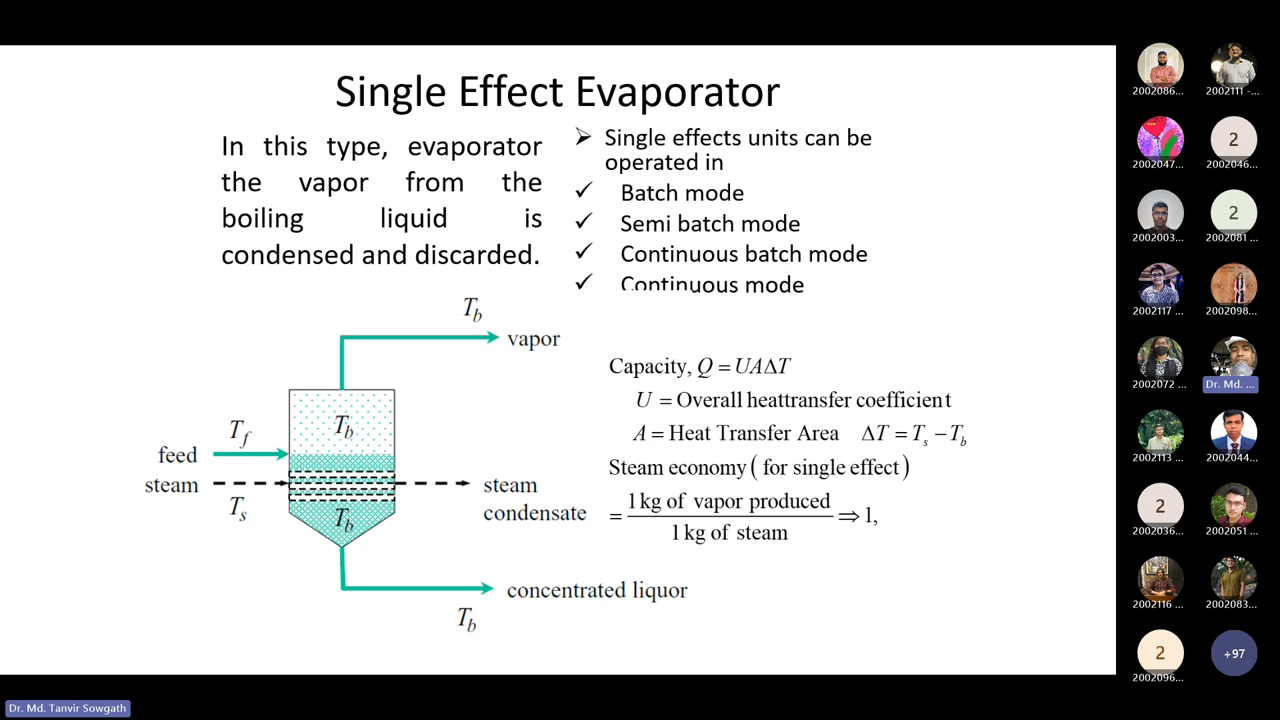 Single Effect Evaporator
In this type, evaporator
the vapor from the
boiling liquid is
condensed and discarded.
➢ Single effects units can be
operated in
✓ Batch mode
✓ Semi batch mode
✓ Continuous batch mode
✓ Continuous mode
T_b
vapor
T_b
T_f
feed
steam
T_s
T_b
steam
condensate
concentrated liquor
T_b
Capacity, Q = UAΔT
U = Overall heattransfer coefficient
A = Heat Transfer Area ΔT = T_s − T_b
Steam economy ( for single effect )
= 1 kg of vapor produced / 1 kg of steam ⇒ 1,
2002086...
2002111 -...
2002047...
2
2002046...
2002003...
2
2002081 ...
2002117 ...
2002098...
2002072 ...
Dr. Md. ...
2002113 ...
2002044...
2
2002036...
2002051 ...
2002116 ...
2002083...
2
2002096...
+97
Dr. Md. Tanvir Sowgath